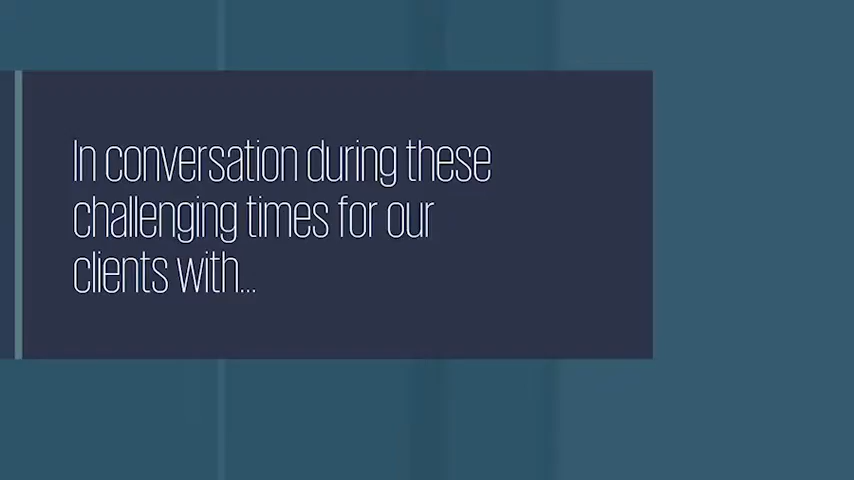 In conversation during these
challenging times for our
clients with...